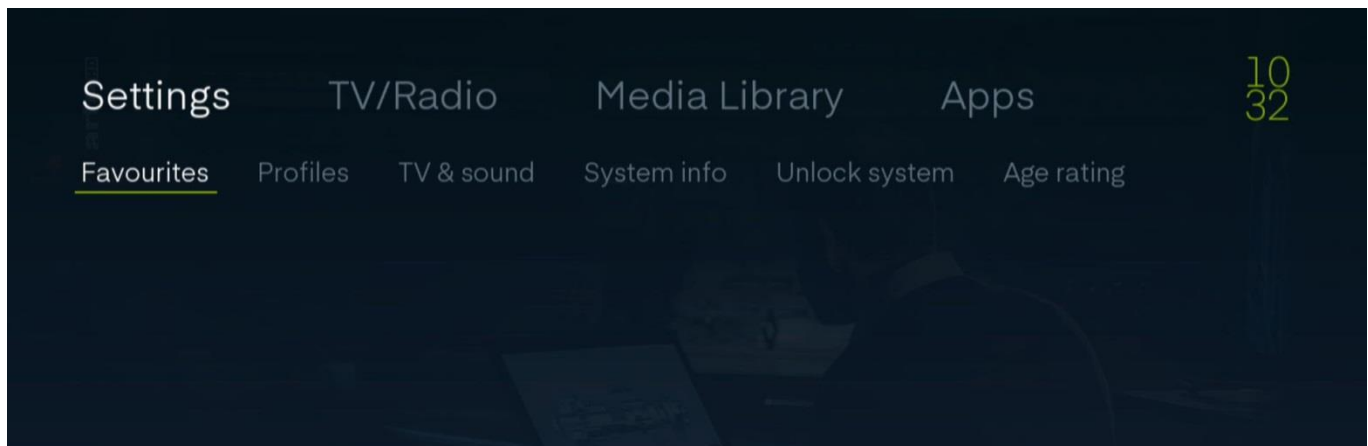 Settings TV/Radio Media Library Apps
10
32
Favourites Profiles TV & sound System info Unlock system Age rating